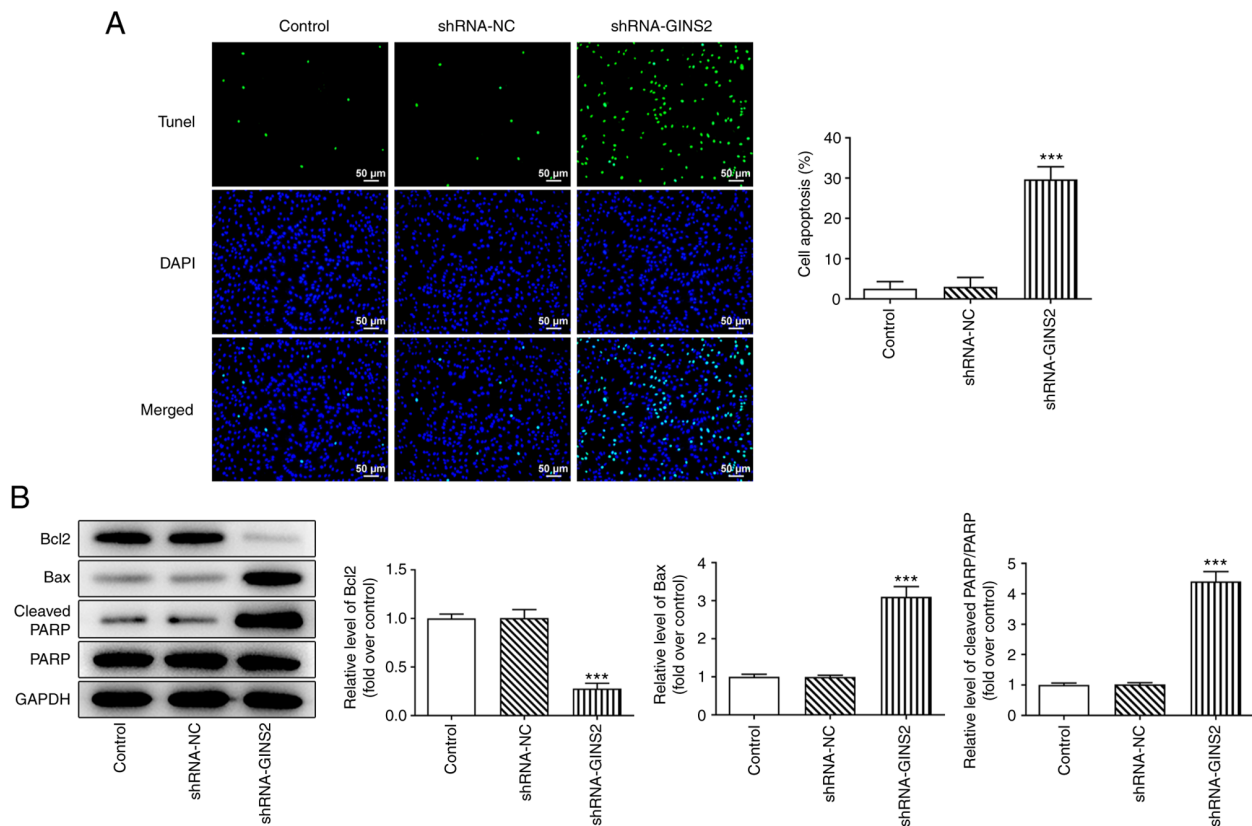 A
Control shRNA-NC shRNA-GINS2
Tunel
50 µm 50 µm 50 µm
DAPI
50 µm 50 µm 50 µm
Merged
50 µm 50 µm 50 µm
Cell apoptosis (%)
40
30
20
10
0
***
Control
shRNA-NC
shRNA-GINS2
B
Bcl2
Bax
Cleaved
PARP
PARP
GAPDH
Control
shRNA-NC
shRNA-GINS2
Relative level of Bcl2
(fold over control)
1.5
1.0
0.5
0.0
***
Control
shRNA-NC
shRNA-GINS2
Relative level of Bax
(fold over control)
4
3
2
1
0
***
Control
shRNA-NC
shRNA-GINS2
Relative level of cleaved PARP/PARP
(fold over control)
5
4
3
2
1
0
***
Control
shRNA-NC
shRNA-GINS2